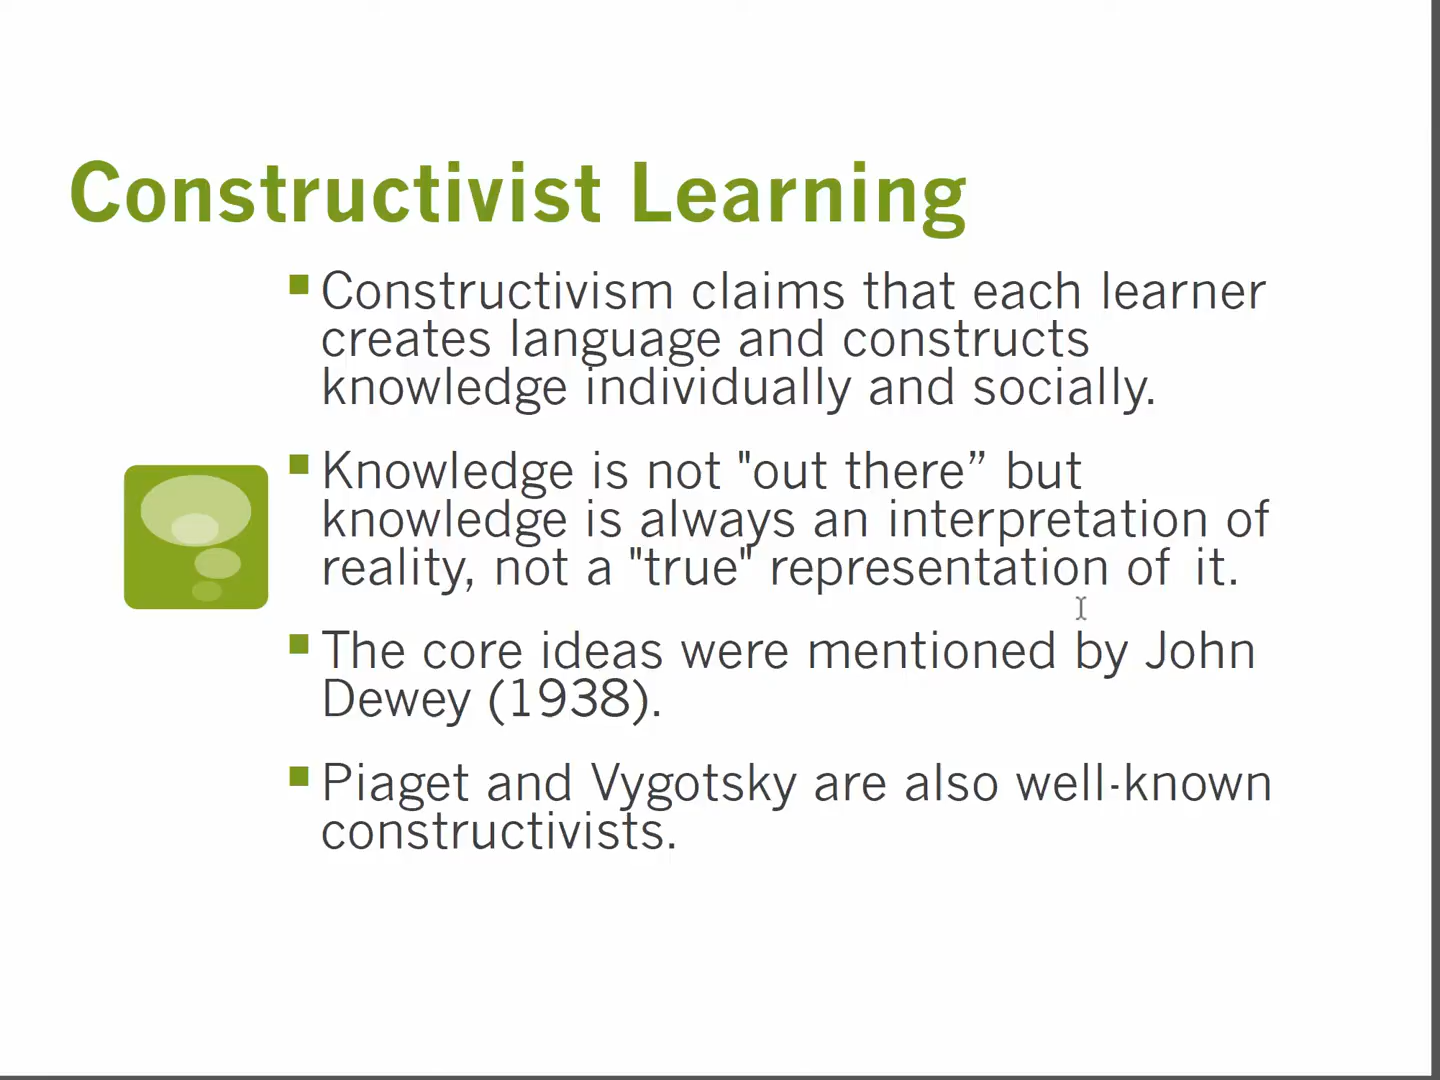 Constructivist Learning
Constructivism claims that each learner
creates language and constructs
knowledge individually and socially.
Knowledge is not "out there” but
knowledge is always an interpretation of
reality, not a "true" representation of it.
The core ideas were mentioned by John
Dewey (1938).
Piaget and Vygotsky are also well-known
constructivists.